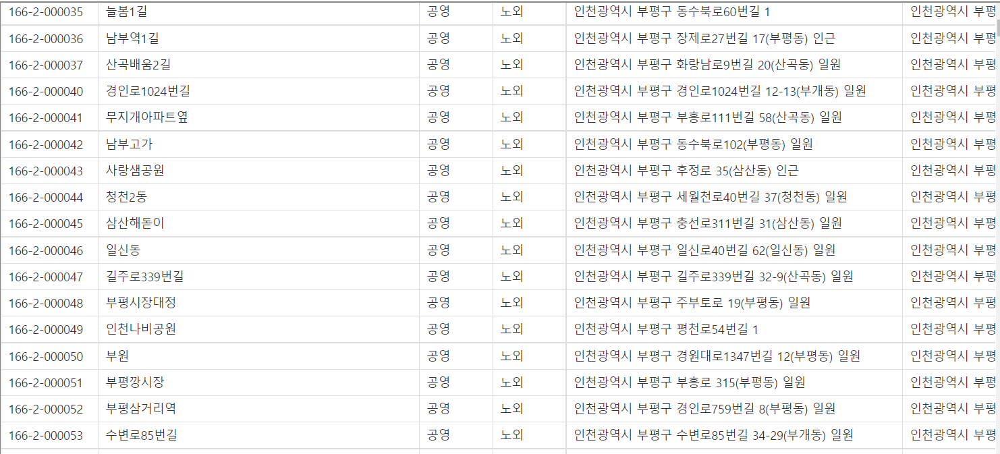 166-2-000035 늘봄1길 공영 노외 인천광역시 부평구 동수북로60번길 1 인천광역시 부평
166-2-000036 남부역1길 공영 노외 인천광역시 부평구 장제로27번길 17(부평동) 인근 인천광역시 부평
166-2-000037 산곡배움2길 공영 노외 인천광역시 부평구 화랑남로9번길 20(산곡동) 일원 인천광역시 부평
166-2-000040 경인로1024번길 공영 노외 인천광역시 부평구 경인로1024번길 12-13(부개동) 일원 인천광역시 부평
166-2-000041 무지개아파트옆 공영 노외 인천광역시 부평구 부흥로111번길 58(산곡동) 일원 인천광역시 부평
166-2-000042 남부고가 공영 노외 인천광역시 부평구 동수북로102(부평동) 일원 인천광역시 부평
166-2-000043 사랑샘공원 공영 노외 인천광역시 부평구 후정로 35(삼산동) 인근 인천광역시 부평
166-2-000044 청천2동 공영 노외 인천광역시 부평구 세월천로40번길 37(청천동) 일원 인천광역시 부평
166-2-000045 삼산해돋이 공영 노외 인천광역시 부평구 충선로311번길 31(삼산동) 일원 인천광역시 부평
166-2-000046 일신동 공영 노외 인천광역시 부평구 일신로40번길 62(일신동) 일원 인천광역시 부평
166-2-000047 길주로339번길 공영 노외 인천광역시 부평구 길주로339번길 32-9(산곡동) 일원 인천광역시 부평
166-2-000048 부평시장대정 공영 노외 인천광역시 부평구 주부토로 19(부평동) 일원 인천광역시 부평
166-2-000049 인천나비공원 공영 노외 인천광역시 부평구 평천로54번길 1 인천광역시 부평
166-2-000050 부원 공영 노외 인천광역시 부평구 경원대로1347번길 12(부평동) 일원 인천광역시 부평
166-2-000051 부평깡시장 공영 노외 인천광역시 부평구 부흥로 315(부평동) 일원 인천광역시 부평
166-2-000052 부평삼거리역 공영 노외 인천광역시 부평구 경인로759번길 8(부평동) 일원 인천광역시 부평
166-2-000053 수변로85번길 공영 노외 인천광역시 부평구 수변로85번길 34-29(부개동) 일원 인천광역시 부평